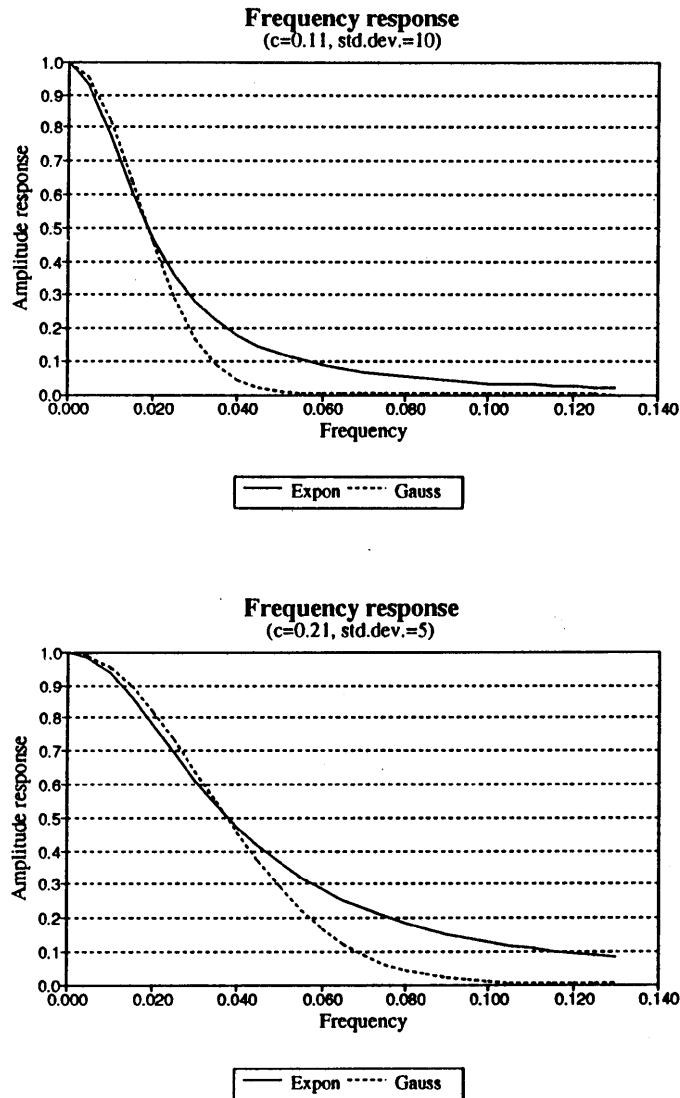 Frequency response
(c=0.11, std.dev.=10)
1.0
0.9
0.8
0.7
0.6
0.5
0.4
0.3
0.2
0.1
0.0
Amplitude response
0.000 0.020 0.040 0.060 0.080 0.100 0.120 0.140
Frequency
Expon Gauss
Frequency response
(c=0.21, std.dev.=5)
1.0
0.9
0.8
0.7
0.6
0.5
0.4
0.3
0.2
0.1
0.0
Amplitude response
0.000 0.020 0.040 0.060 0.080 0.100 0.120 0.140
Frequency
Expon Gauss